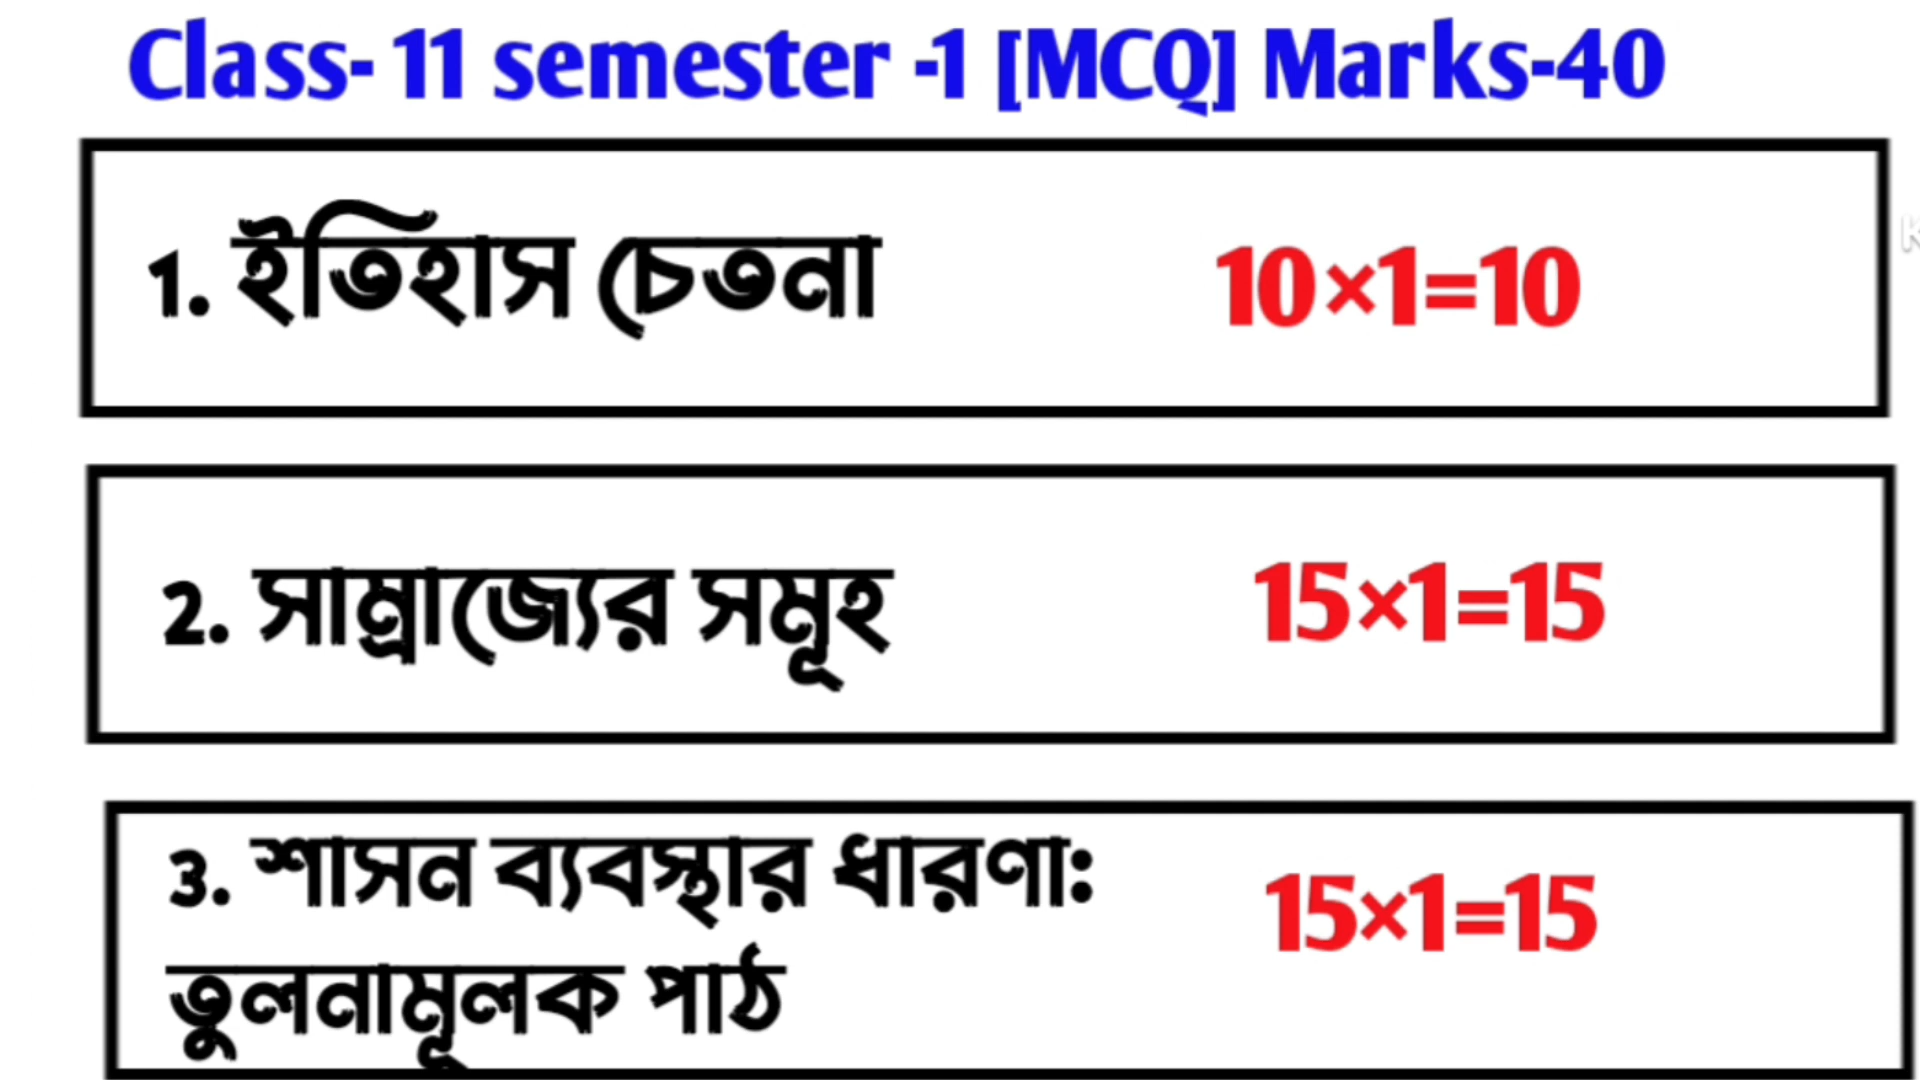 Class- 11 semester -1 [MCQ] Marks-40
1. ইতিহাস চেতনা 10×1=10
2. সাম্রাজ্যের সমূহ 15×1=15
3. শাসন ব্যবস্থার ধারণা: 15×1=15
তুলনামূলক পাঠ